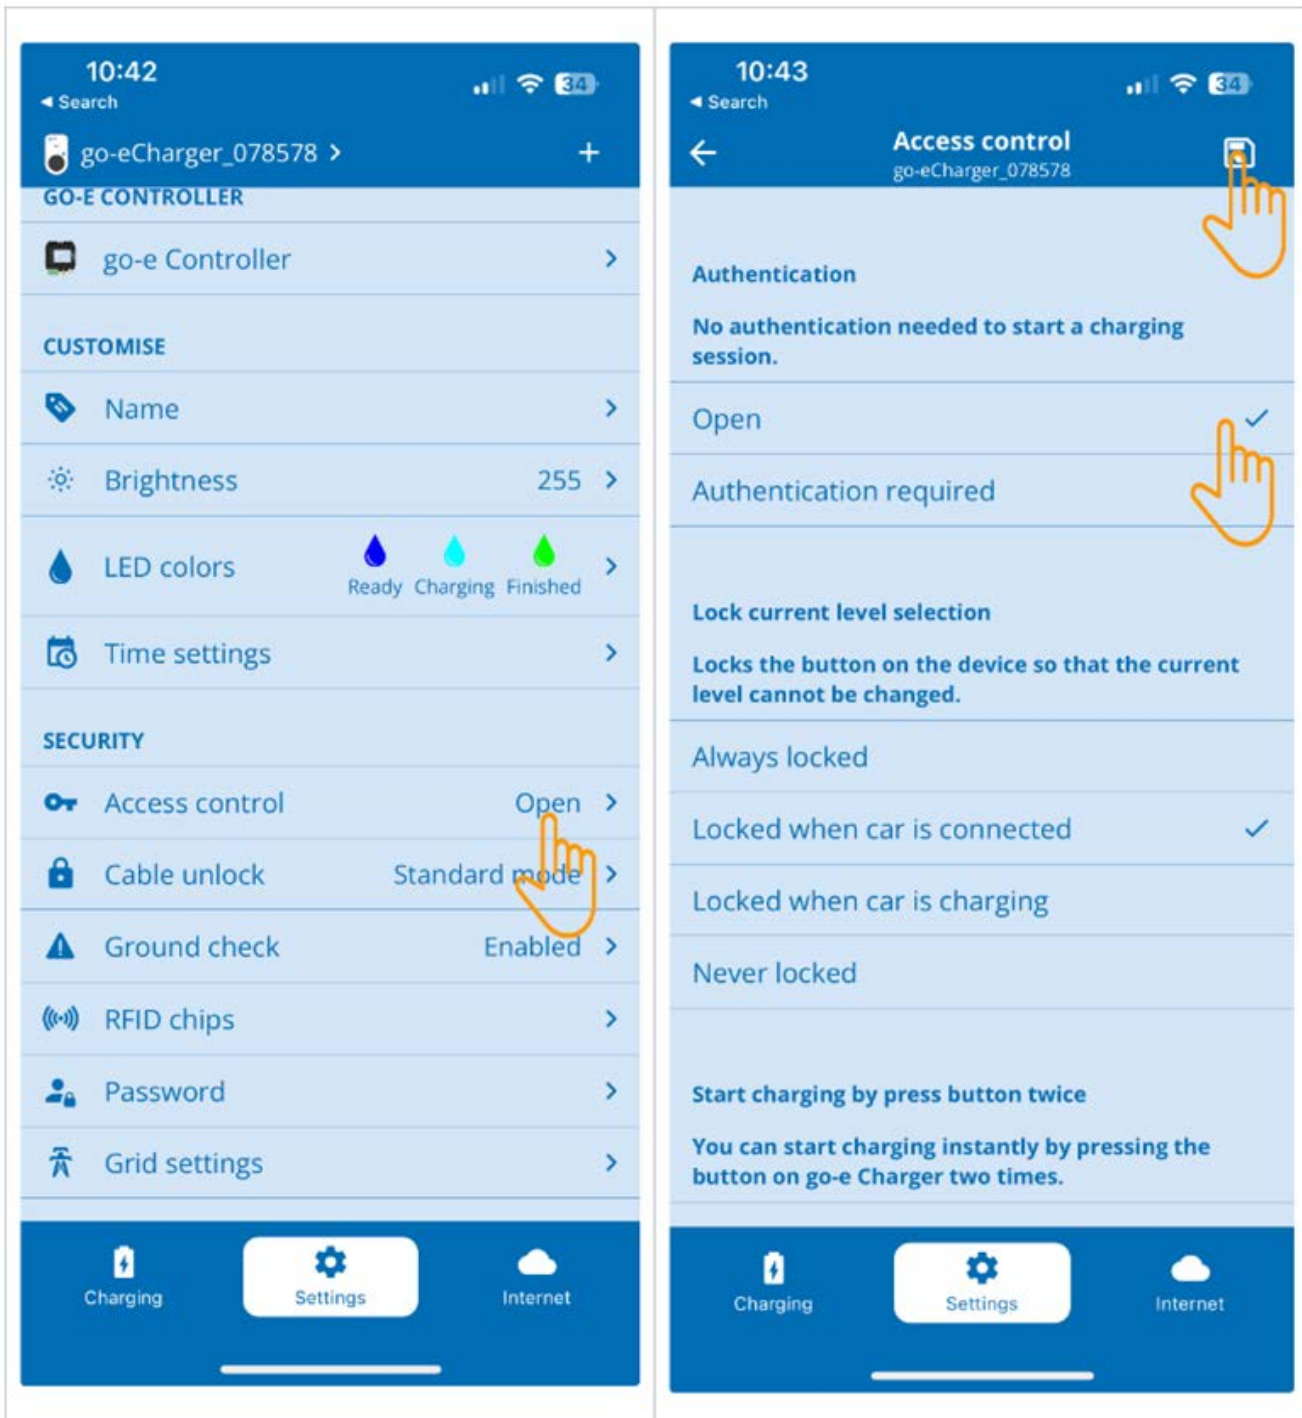 10:42
34
◀ Search
go-eCharger_078578 >
+
GO-E CONTROLLER
go-e Controller
CUSTOMISE
Name
Brightness 255
LED colors
Ready Charging Finished
Time settings
SECURITY
Access control Open
Cable unlock Standard mode
Ground check Enabled
RFID chips
Password
Grid settings
Charging Settings Internet
10:43
34
◀ Search
Access control
go-eCharger_078578
Authentication
No authentication needed to start a charging
session.
Open
Authentication required
Lock current level selection
Locks the button on the device so that the current
level cannot be changed.
Always locked
Locked when car is connected
Locked when car is charging
Never locked
Start charging by press button twice
You can start charging instantly by pressing the
button on go-e Charger two times.
Charging Settings Internet